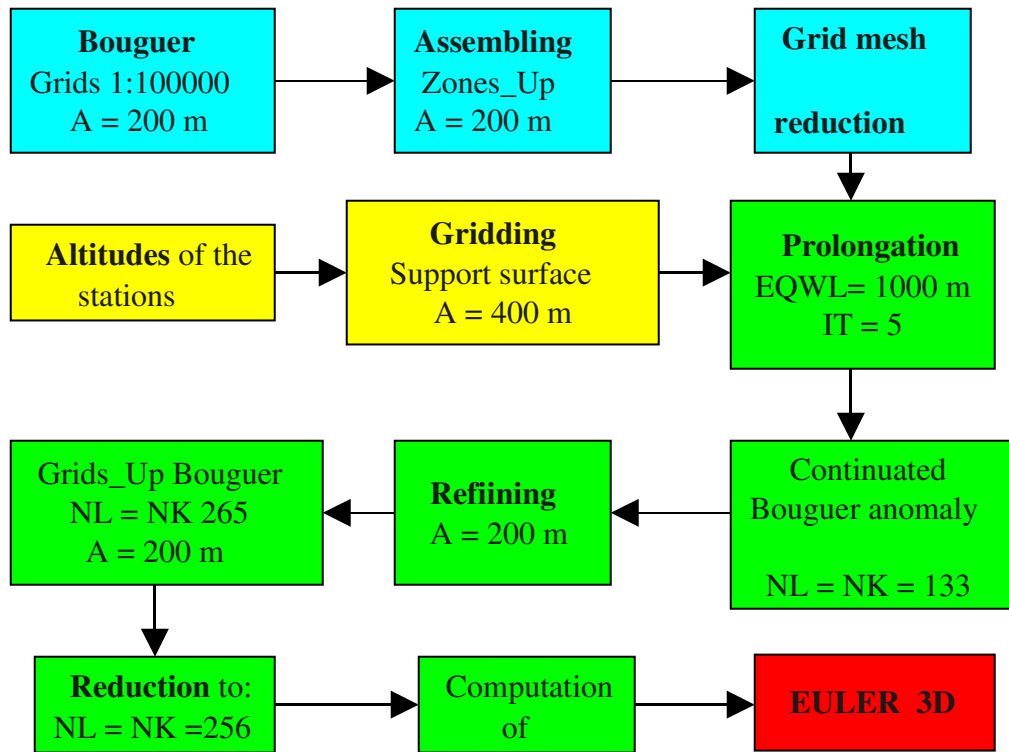 Bouguer
Grids 1:100000
A = 200 m
Assembling
Zones_Up
A = 200 m
Grid mesh
reduction
Altitudes of the
stations
Gridding
Support surface
A = 400 m
Prolongation
EQWL= 1000 m
IT = 5
Grids_Up Bouguer
NL = NK 265
A = 200 m
Refiining
A = 200 m
Continuated
Bouguer anomaly
NL = NK = 133
Reduction to:
NL = NK =256
Computation
of
EULER 3D